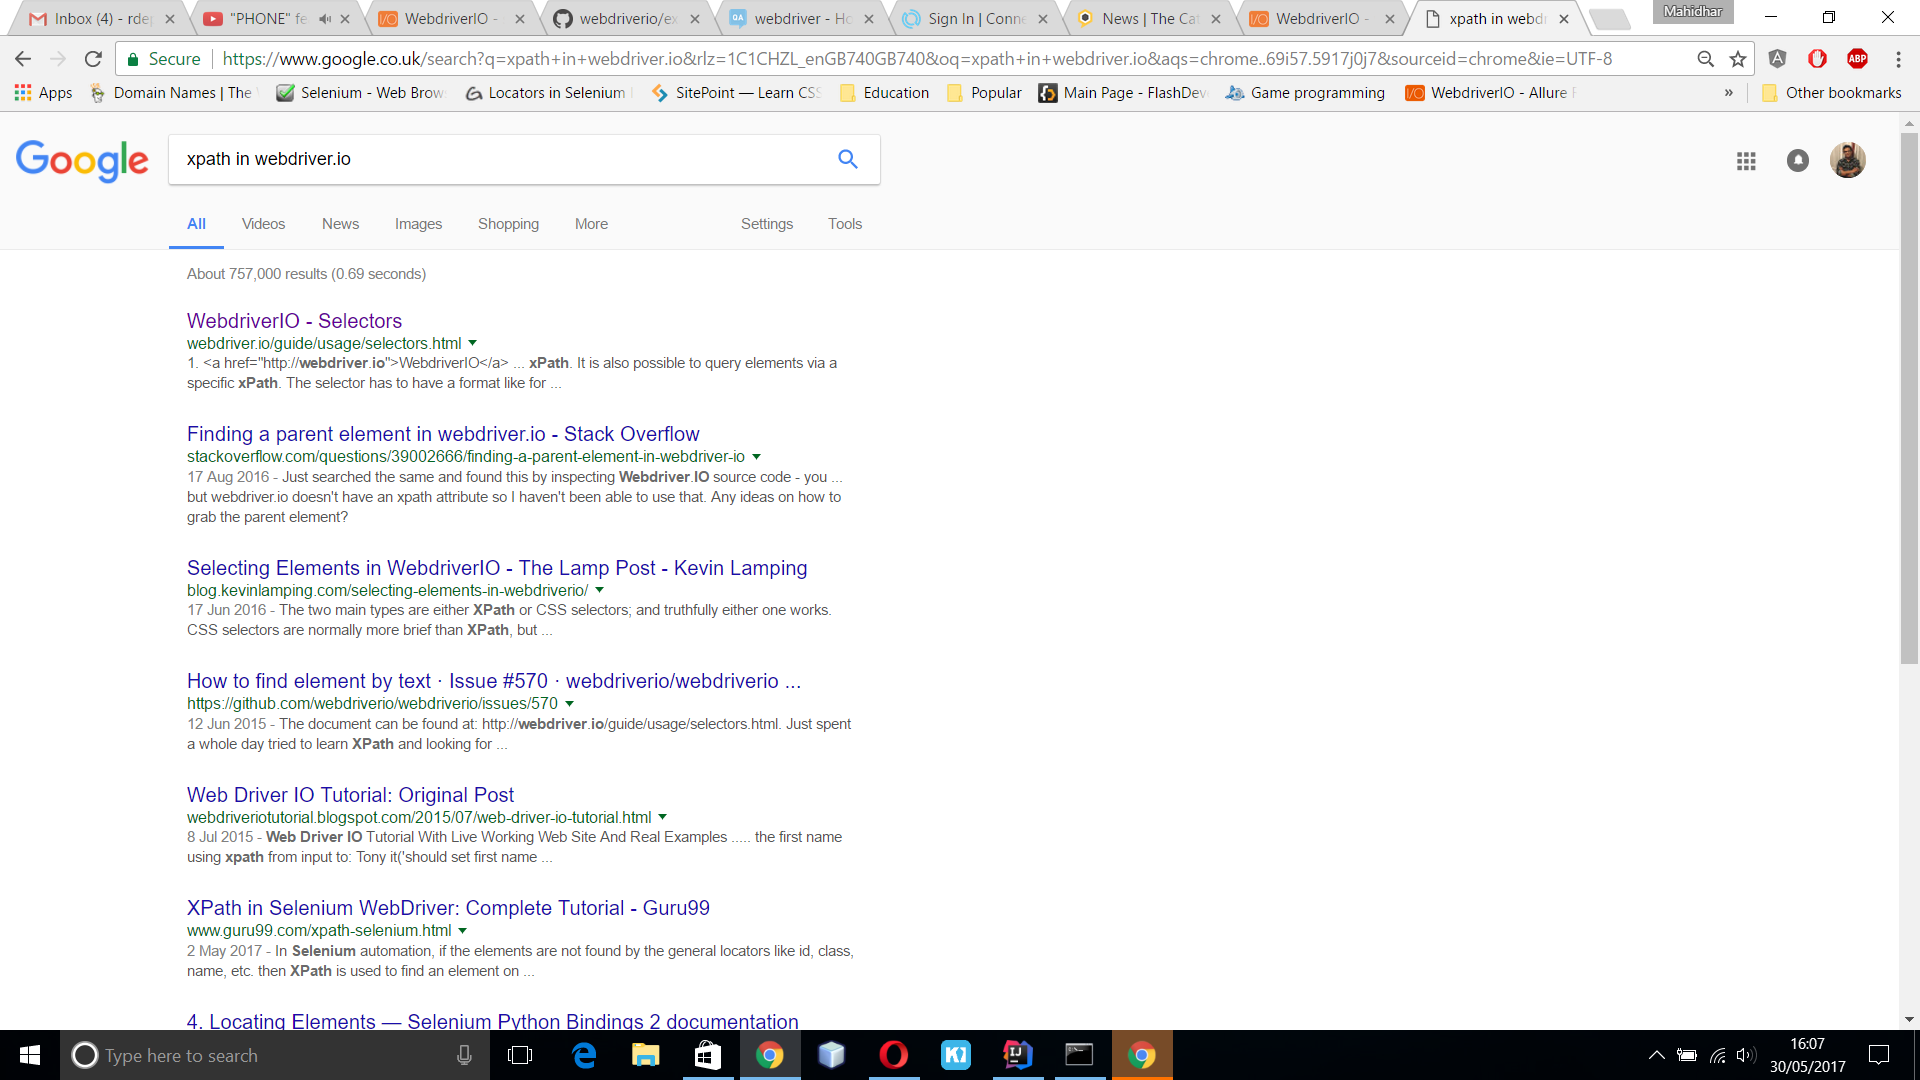 Inbox (4) - rdep
"PHONE" fe
WebdriverIO -
webdriverio/ex
webdriver - Ho
Sign In | Conne
News | The Cat
WebdriverIO -
xpath in webdr
Mahidhar
Secure
https://www.google.co.uk/search?q=xpath+in+webdriver.io&rlz=1C1CHZL_enGB740GB740&oq=xpath+in+webdriver.io&aqs=chrome..69i57.5917j0j7&sourceid=chrome&ie=UTF-8
ABP
Apps
Domain Names | The
Selenium - Web Brow
Locators in Selenium
SitePoint — Learn CSS
Education
Popular
Main Page - FlashDev
Game programming
WebdriverIO - Allure
»
Other bookmarks
Google
xpath in webdriver.io
All Videos News Images Shopping More Settings Tools
About 757,000 results (0.69 seconds)
WebdriverIO - Selectors
webdriver.io/guide/usage/selectors.html
1. <a href="http://webdriver.io">WebdriverIO</a> ... xPath. It is also possible to query elements via a
specific xPath. The selector has to have a format like for ...
Finding a parent element in webdriver.io - Stack Overflow
stackoverflow.com/questions/39002666/finding-a-parent-element-in-webdriver-io
17 Aug 2016 - Just searched the same and found this by inspecting Webdriver.IO source code - you ...
but webdriver.io doesn't have an xpath attribute so I haven't been able to use that. Any ideas on how to
grab the parent element?
Selecting Elements in WebdriverIO - The Lamp Post - Kevin Lamping
blog.kevinlamping.com/selecting-elements-in-webdriverio/
17 Jun 2016 - The two main types are either XPath or CSS selectors; and truthfully either one works.
CSS selectors are normally more brief than XPath, but ...
How to find element by text · Issue #570 · webdriverio/webdriverio ...
https://github.com/webdriverio/webdriverio/issues/570
12 Jun 2015 - The document can be found at: http://webdriver.io/guide/usage/selectors.html. Just spent
a whole day tried to learn XPath and looking for ...
Web Driver IO Tutorial: Original Post
webdriveriotutorial.blogspot.com/2015/07/web-driver-io-tutorial.html
8 Jul 2015 - Web Driver IO Tutorial With Live Working Web Site And Real Examples ..... the first name
using xpath from input to: Tony it('should set first name ...
XPath in Selenium WebDriver: Complete Tutorial - Guru99
www.guru99.com/xpath-selenium.html
2 May 2017 - In Selenium automation, if the elements are not found by the general locators like id, class,
name, etc. then XPath is used to find an element on ...
4. Locating Elements — Selenium Python Bindings 2 documentation
Type here to search
16:07
30/05/2017